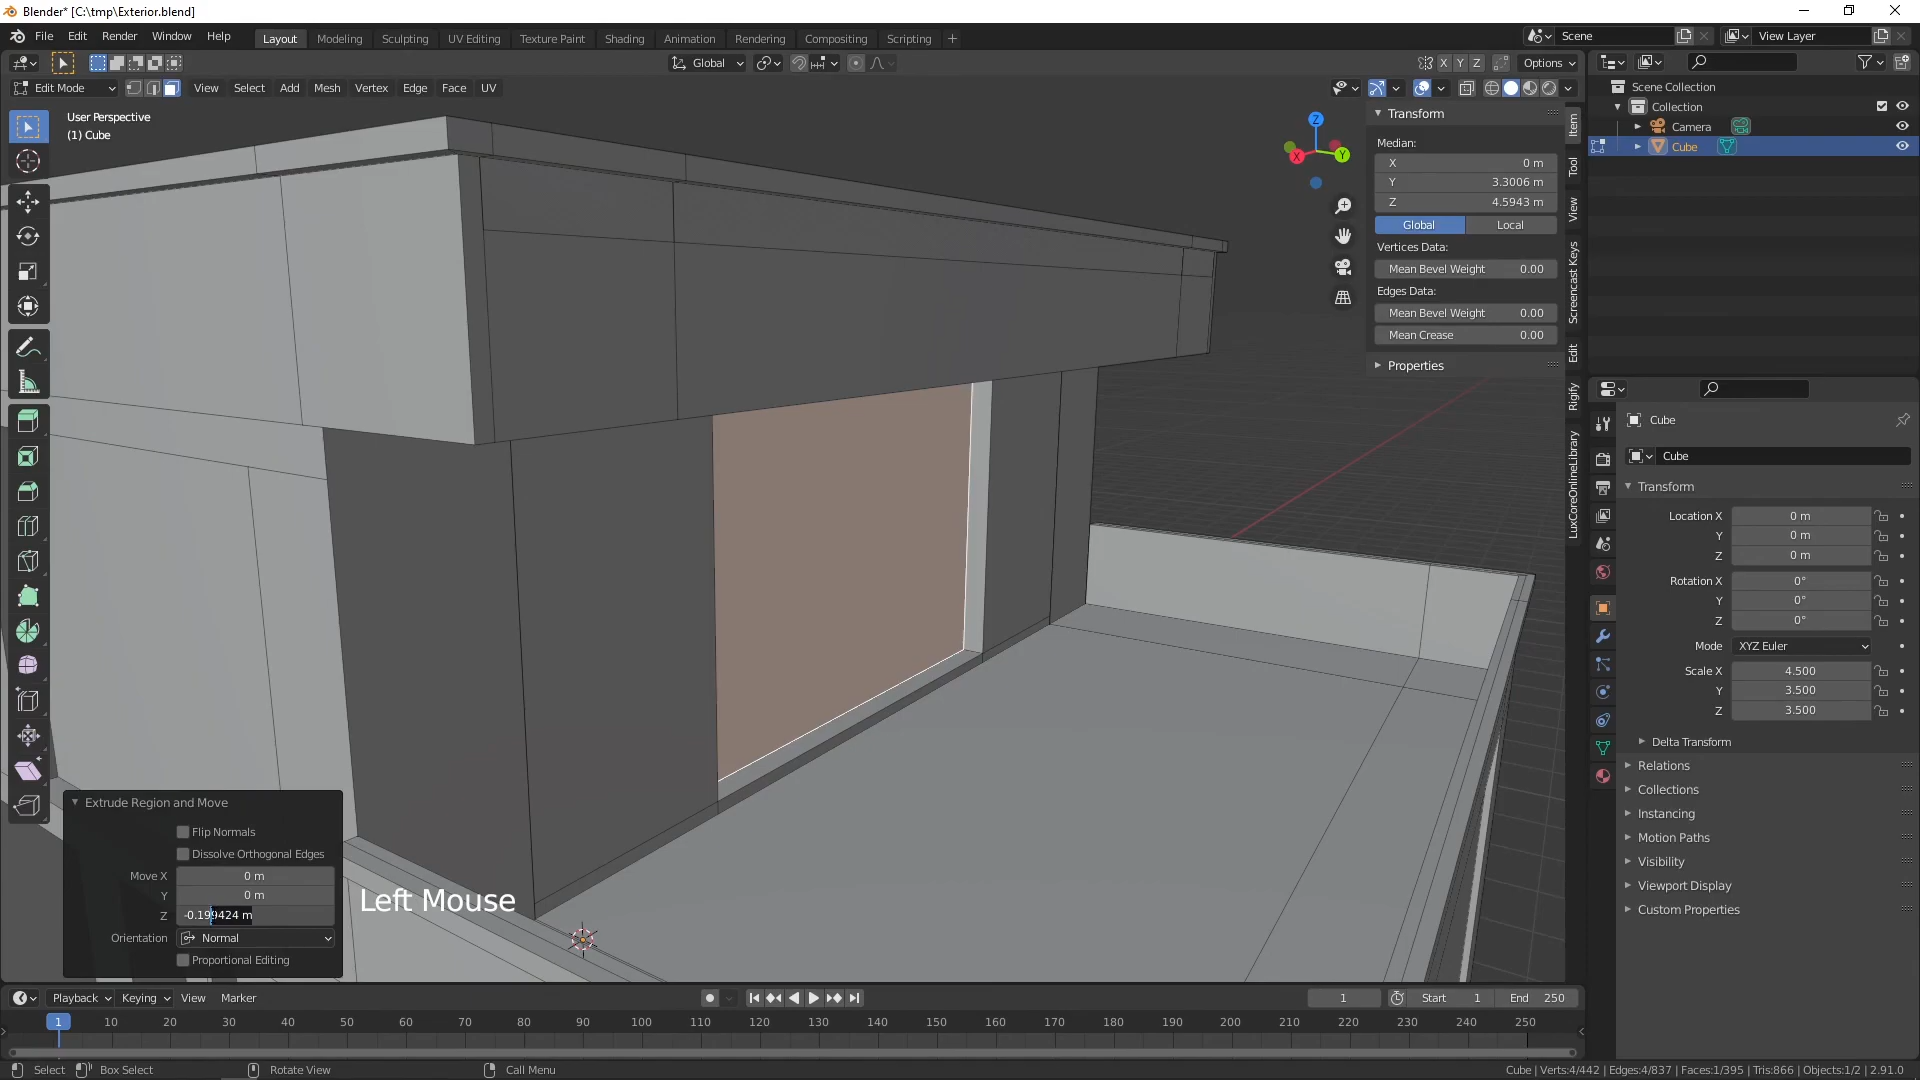 Blender* [C:\tmp\Exterior.blend]
File Edit Render Window Help
Layout Modeling Sculpting UV Editing Texture Paint Shading Animation Rendering Compositing Scripting +
Scene
View Layer
Global
X Y Z
Options
Edit Mode
View Select Add Mesh Vertex Edge Face UV
User Perspective
(1) Cube
Z
X
Y
Transform
Median:
X 0 m
Y 3.3006 m
Z 4.5943 m
Global Local
Vertices Data:
Mean Bevel Weight 0.00
Edges Data:
Mean Bevel Weight 0.00
Mean Crease 0.00
Properties
Item
Tool
View
Screencast Keys
Edit
Rigify
LuxCoreOnlineLibrary
Scene Collection
Collection
Camera
Cube
Cube
Cube
Transform
Location X 0 m
Y 0 m
Z 0 m
Rotation X 0°
Y 0°
Z 0°
Mode XYZ Euler
Scale X 4.500
Y 3.500
Z 3.500
Delta Transform
Relations
Collections
Instancing
Motion Paths
Visibility
Viewport Display
Custom Properties
Extrude Region and Move
Flip Normals
Dissolve Orthogonal Edges
Move X 0 m
Y 0 m
Z -0.199424 m
Orientation Normal
Proportional Editing
Left Mouse
Playback Keying View Marker
1
Start 1
End 250
1 10 20 30 40 50 60 70 80 90 100 110 120 130 140 150 160 170 180 190 200 210 220 230 240 250
Select
Box Select
Rotate View
Call Menu
Cube | Verts:4/442 | Edges:4/837 | Faces:1/395 | Tris:866 | Objects:1/2 | 2.91.0